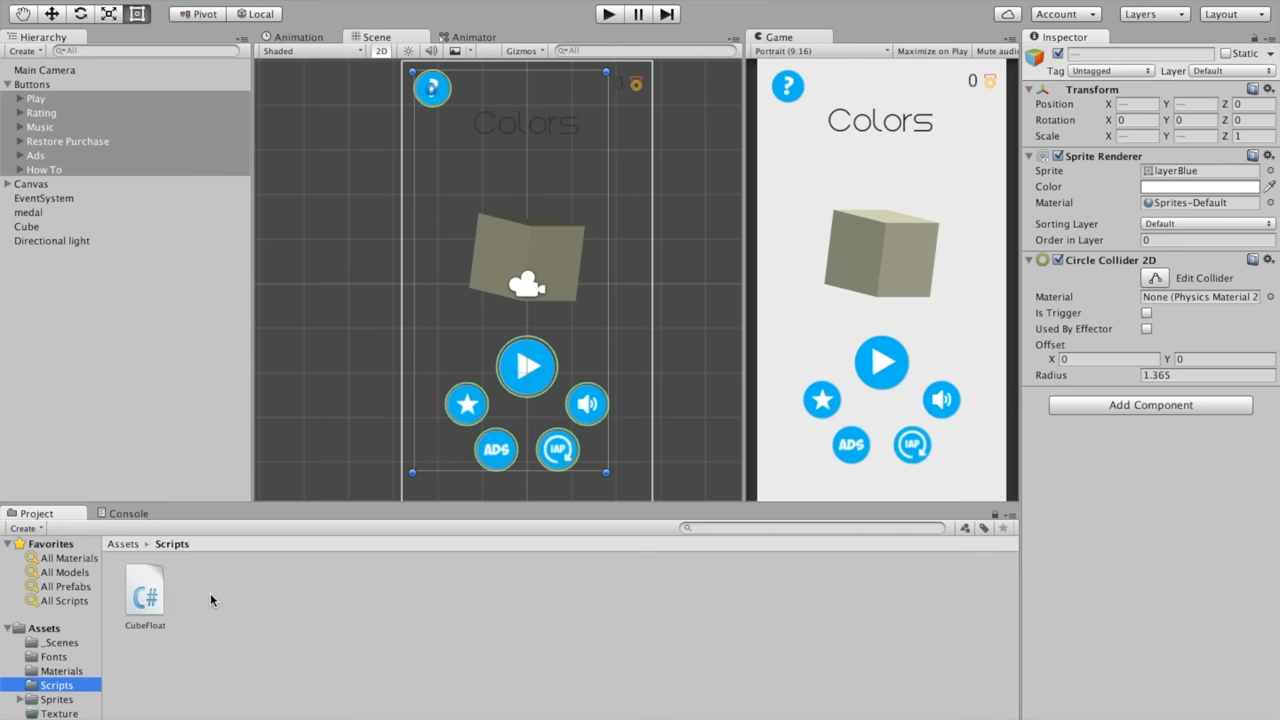 Pivot
Local
Account
Layers
Layout
Hierarchy
Create
All
Main Camera
Buttons
Play
Rating
Music
Restore Purchase
Ads
How To
Canvas
EventSystem
medal
Cube
Directional light
Animation
Scene
Animator
Shaded
2D
Gizmos
All
?
0
Colors
ADS
IAP
Game
Portrait (9:16)
Maximize on Play
Mute audio
?
0
Colors
ADS
IAP
Inspector
Static
Tag Untagged
Layer Default
Transform
Position X — Y — Z 0
Rotation X 0 Y 0 Z 0
Scale X — Y — Z 1
Sprite Renderer
Sprite layerBlue
Color
Material Sprites-Default
Sorting Layer Default
Order in Layer 0
Circle Collider 2D
Edit Collider
Material None (Physics Material 2
Is Trigger
Used By Effector
Offset
X 0 Y 0
Radius 1.365
Add Component
Project
Console
Create
Favorites
All Materials
All Models
All Prefabs
All Scripts
Assets
_Scenes
Fonts
Materials
Scripts
Sprites
Texture
Assets ▸ Scripts
C#
CubeFloat